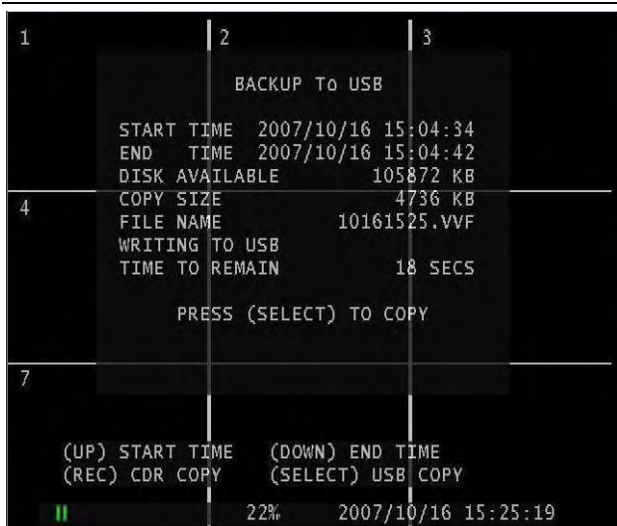 1 2 3
BACKUP To USB
START TIME 2007/10/16 15:04:34
END TIME 2007/10/16 15:04:42
DISK AVAILABLE 105872 KB
4
COPY SIZE 4736 KB
FILE NAME 10161525.VVF
WRITING TO USB
TIME TO REMAIN 18 SECS
PRESS (SELECT) TO COPY
7
(UP) START TIME (DOWN) END TIME
(REC) CDR COPY (SELECT) USB COPY
22% 2007/10/16 15:25:19